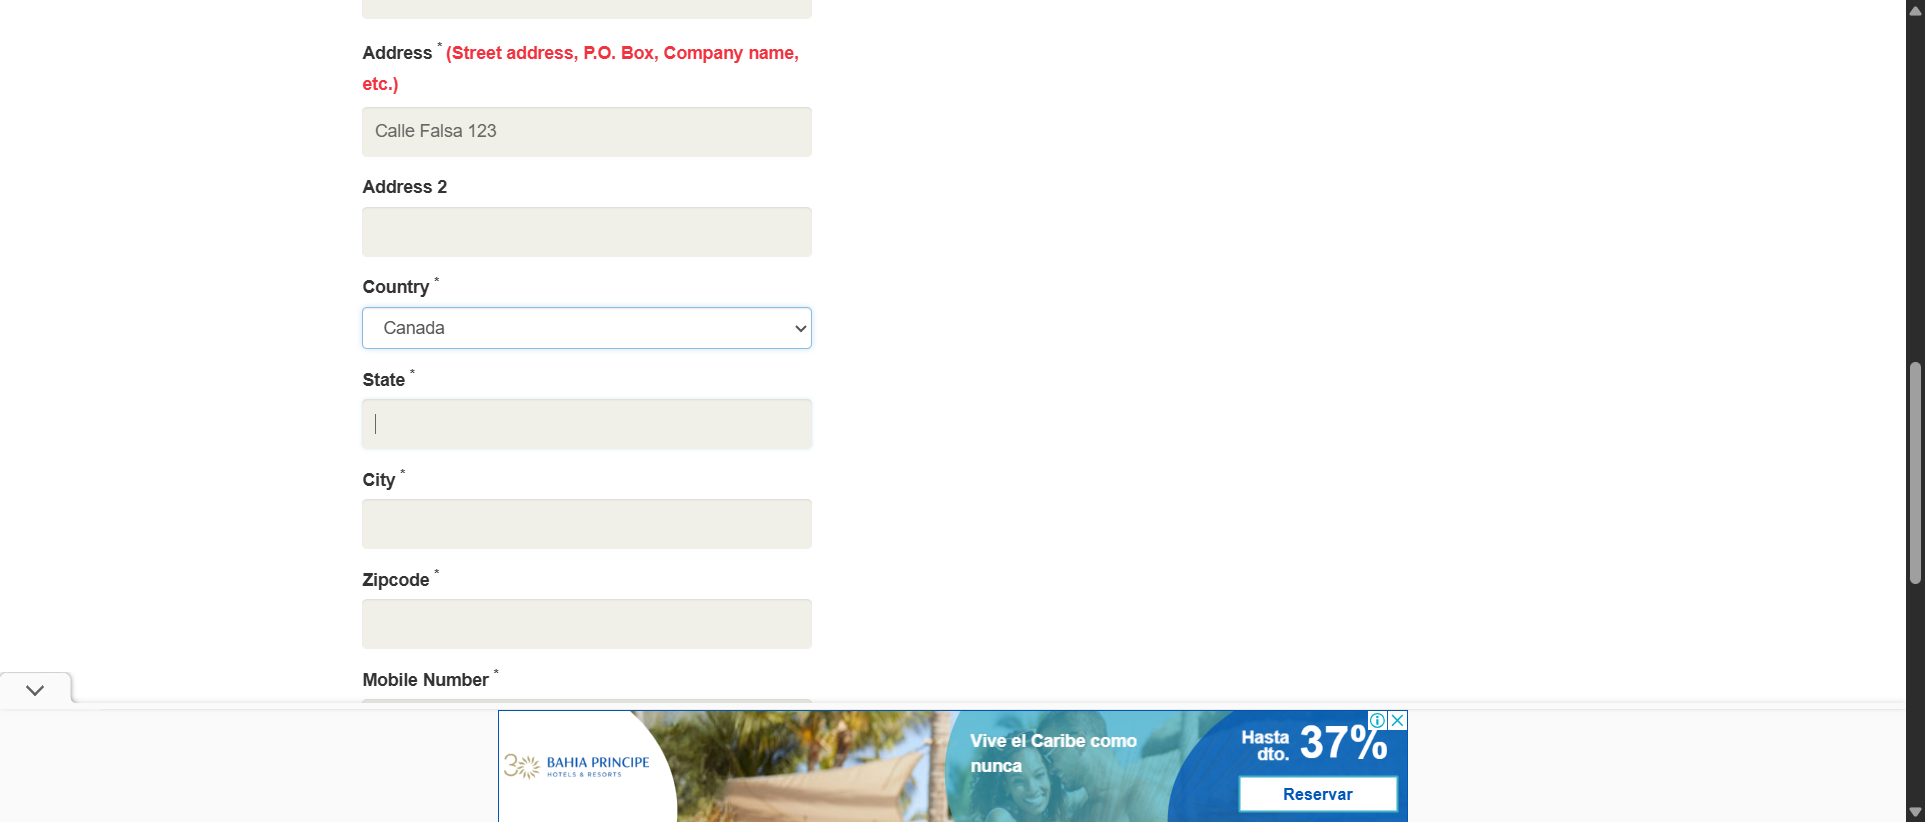 Address * (Street address, P.O. Box, Company name,
etc.)
Calle Falsa 123
Address 2
Country *
Canada
State *
City *
Zipcode *
Mobile Number *
30 BAHIA PRINCIPE
HOTELS & RESORTS
Vive el Caribe como
nunca
Hasta
dto. 37%
Reservar